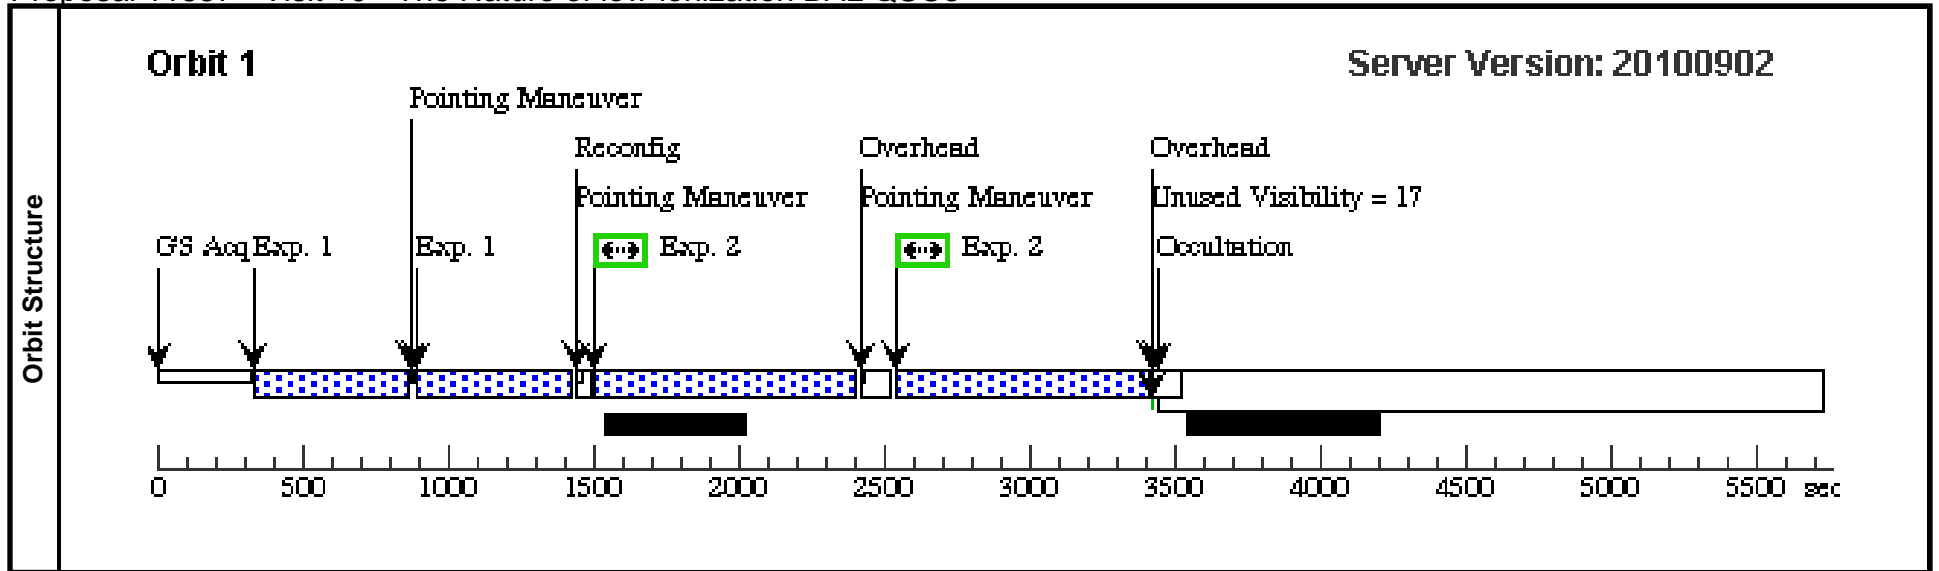 Orbit Structure
Orbit 1
Server Version: 20100902
Pointing Maneuver
Reconfig
Overhead
Overhead
Pointing Maneuver
Pointing Maneuver
Unused Visibility = 17
GS Acq
Exp. 1
Exp. 1
Exp. 2
Exp. 2
Occultation
0 500 1000 1500 2000 2500 3000 3500 4000 4500 5000 5500 sec